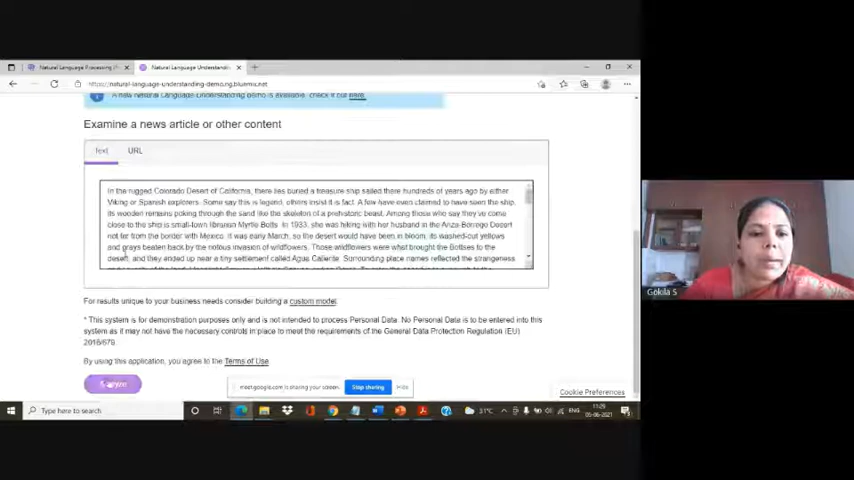 Natural Language Processing (
Natural Language Understandin
https://natural-language-understanding-demo.ng.bluemix.net
A new Natural Language Understanding demo is available, check it out here.
Examine a news article or other content
Text URL
In the rugged Colorado Desert of California, there lies buried a treasure ship sailed there hundreds of years ago by either
Viking or Spanish explorers. Some say this is legend; others insist it is fact. A few have even claimed to have seen the ship,
its wooden remains poking through the sand like the skeleton of a prehistoric beast. Among those who say they've come
close to the ship is small-town librarian Myrtle Botts. In 1933, she was hiking with her husband in the Anza-Borrego Desert
not far from the border with Mexico. It was early March, so the desert would have been in bloom, its washed-out yellows
and grays beaten back by the riotous invasion of wildflowers. Those wildflowers were what brought the Bottses to the
desert, and they ended up near a tiny settlement called Agua Caliente. Surrounding place names reflected the strangeness
For results unique to your business needs consider building a custom model.
* This system is for demonstration purposes only and is not intended to process Personal Data. No Personal Data is to be entered into this
system as it may not have the necessary controls in place to meet the requirements of the General Data Protection Regulation (EU)
2016/679.
By using this application, you agree to the Terms of Use
Analyze
meet.google.com is sharing your screen.
Stop sharing
Hide
Cookie Preferences
Type here to search
31°C
ENG
11:29
05-06-2021
Gokila S